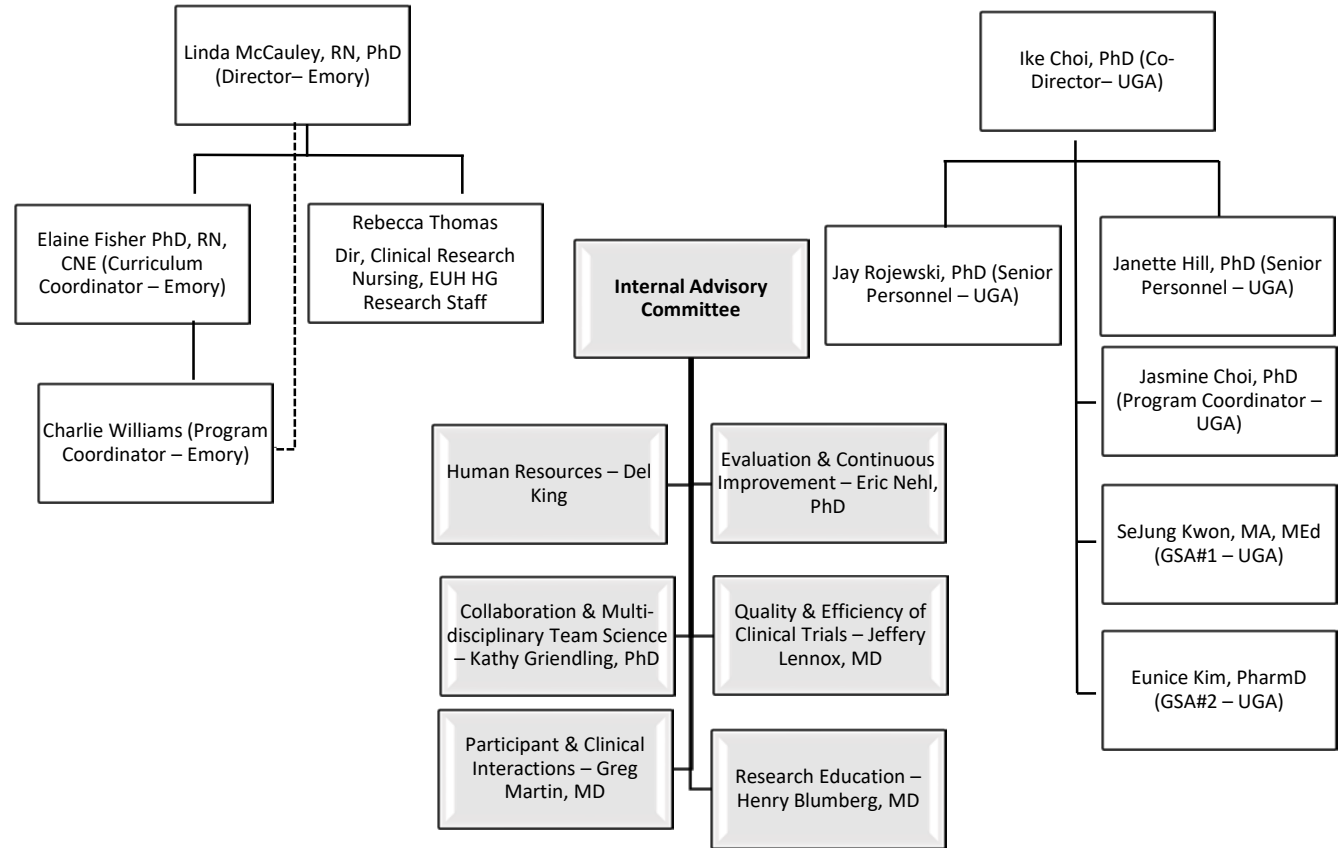 Linda McCauley, RN, PhD
(Director– Emory)
Ike Choi, PhD (Co-
Director– UGA)
Elaine Fisher PhD, RN,
CNE (Curriculum
Coordinator – Emory)
Rebecca Thomas
Dir, Clinical Research
Nursing, EUH HG
Research Staff
Charlie Williams (Program
Coordinator – Emory)
Internal Advisory
Committee
Human Resources – Del
King
Evaluation & Continuous
Improvement – Eric Nehl,
PhD
Collaboration & Multi-
disciplinary Team Science
– Kathy Griendling, PhD
Quality & Efficiency of
Clinical Trials – Jeffery
Lennox, MD
Participant & Clinical
Interactions – Greg
Martin, MD
Research Education –
Henry Blumberg, MD
Jay Rojewski, PhD (Senior
Personnel – UGA)
Janette Hill, PhD (Senior
Personnel – UGA)
Jasmine Choi, PhD
(Program Coordinator –
UGA)
SeJung Kwon, MA, MEd
(GSA#1 – UGA)
Eunice Kim, PharmD
(GSA#2 – UGA)